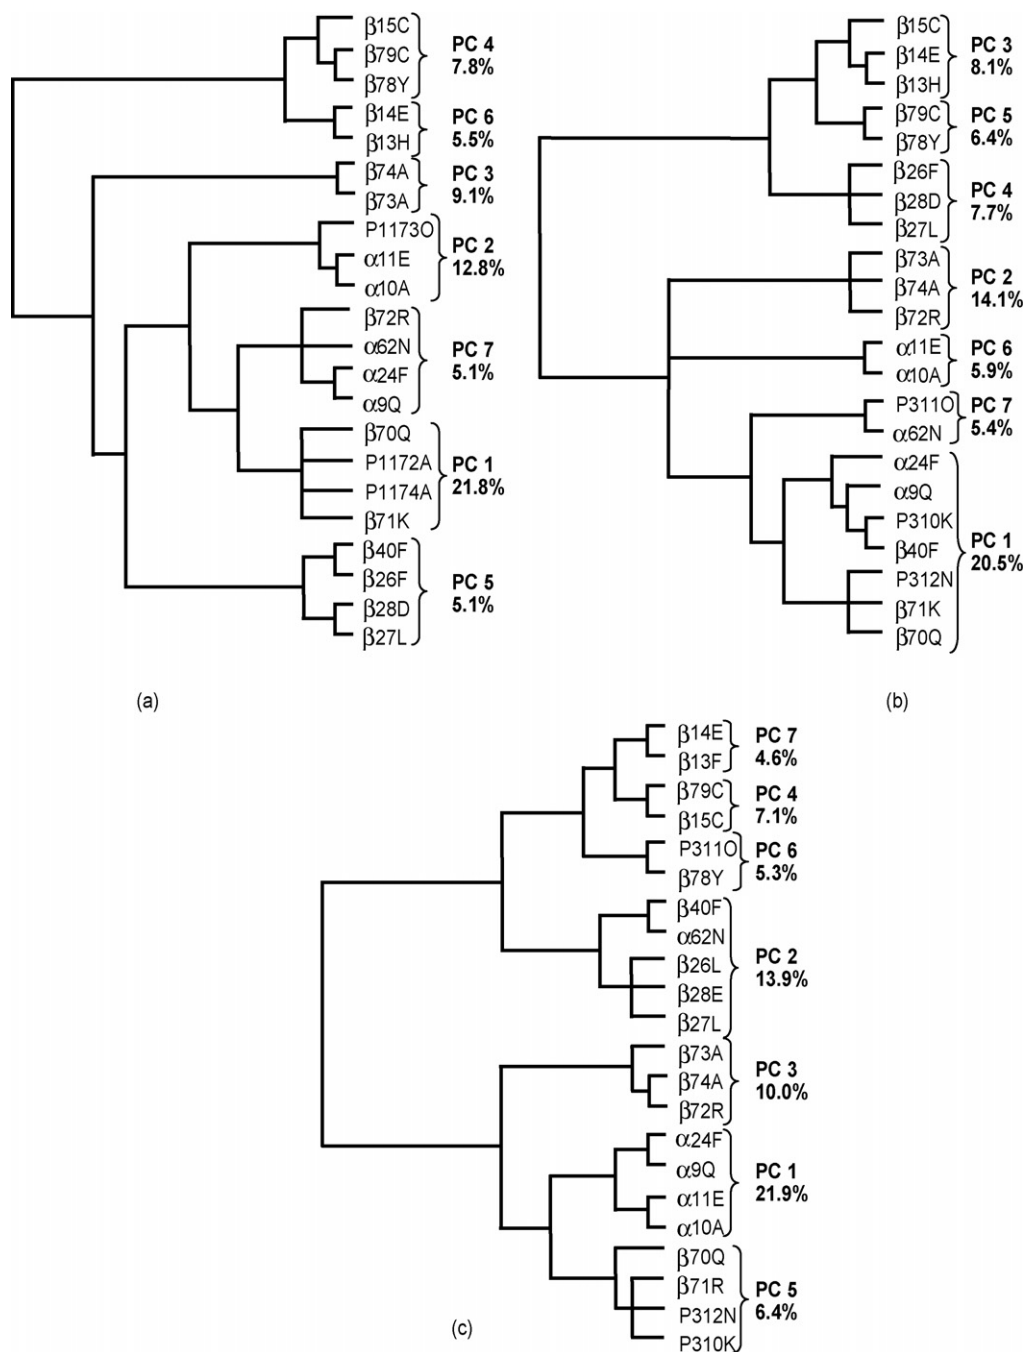 β15C
β79C
β78Y
PC 4
7.8%
β14E
β13H
PC 6
5.5%
β74A
β73A
PC 3
9.1%
P1173O
α11E
α10A
PC 2
12.8%
β72R
α62N
α24F
α9Q
PC 7
5.1%
β70Q
P1172A
P1174A
β71K
PC 1
21.8%
β40F
β26F
β28D
β27L
PC 5
5.1%
(a)
β15C
β14E
β13H
PC 3
8.1%
β79C
β78Y
PC 5
6.4%
β26F
β28D
β27L
PC 4
7.7%
β73A
β74A
β72R
PC 2
14.1%
α11E
α10A
PC 6
5.9%
P311O
α62N
PC 7
5.4%
α24F
α9Q
P310K
β40F
P312N
β71K
β70Q
PC 1
20.5%
(b)
β14E
β13F
PC 7
4.6%
β79C
β15C
PC 4
7.1%
P311O
β78Y
PC 6
5.3%
β40F
α62N
β26L
β28E
β27L
PC 2
13.9%
β73A
β74A
β72R
PC 3
10.0%
α24F
α9Q
α11E
α10A
PC 1
21.9%
β70Q
β71R
P312N
P310K
PC 5
6.4%
(c)